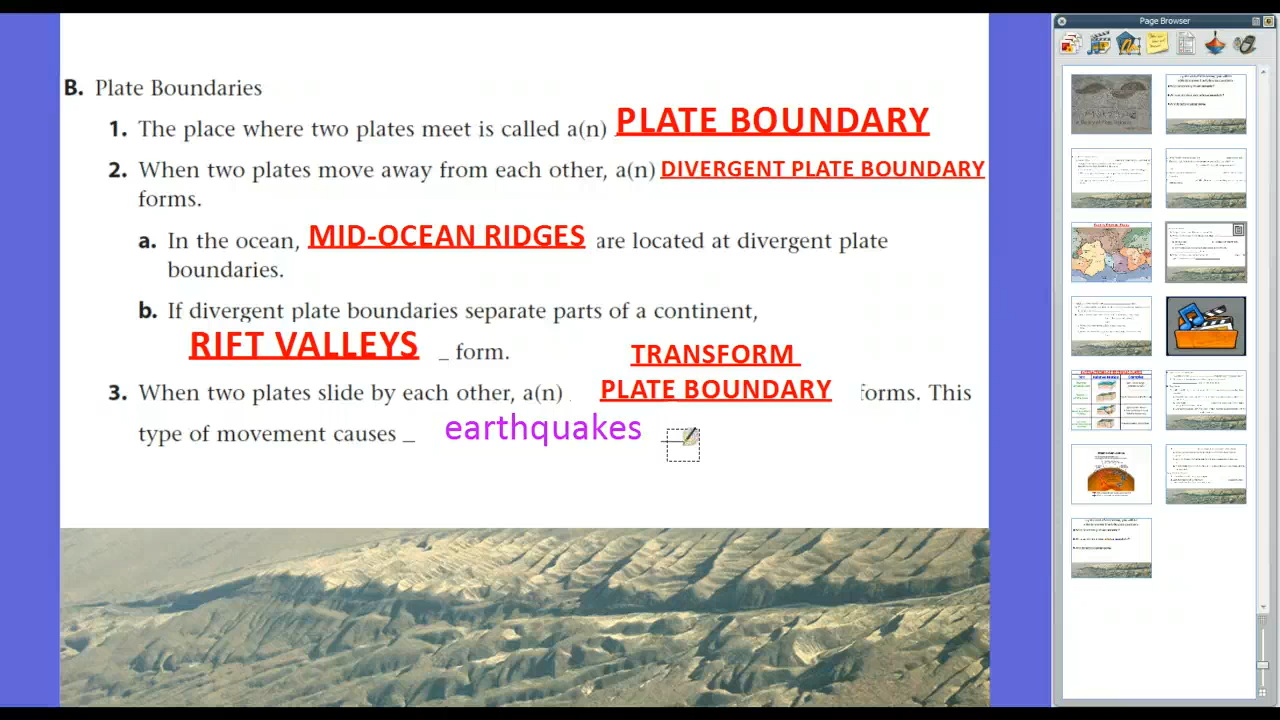 Page Browser
B. Plate Boundaries
1. The place where two plates meet is called a(n) PLATE BOUNDARY
2. When two plates move away from each other, a(n) DIVERGENT PLATE BOUNDARY
forms.
a. In the ocean, MID-OCEAN RIDGES are located at divergent plate
boundaries.
b. If divergent plate boundaries separate parts of a continent,
RIFT VALLEYS _ form.
TRANSFORM
3. When two plates slide by each other, a(n) PLATE BOUNDARY forms. This
type of movement causes _ earthquakes